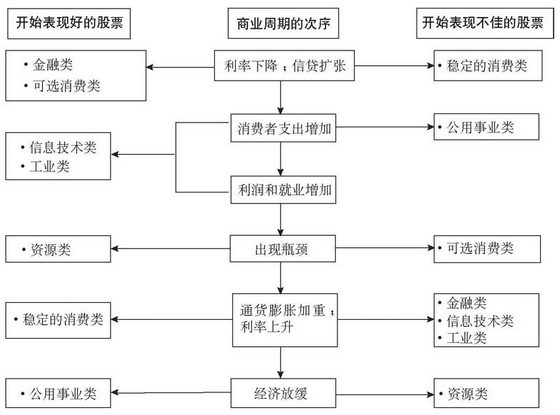 开始表现好的股票
商业周期的次序
开始表现不佳的股票
• 金融类
• 可选消费类
利率下降；信贷扩张
• 稳定的消费类
消费者支出增加
• 公用事业类
• 信息技术类
• 工业类
利润和就业增加
• 资源类
出现瓶颈
• 可选消费类
• 稳定的消费类
通货膨胀加重；
利率上升
• 金融类
• 信息技术类
• 工业类
• 公用事业类
经济放缓
• 资源类